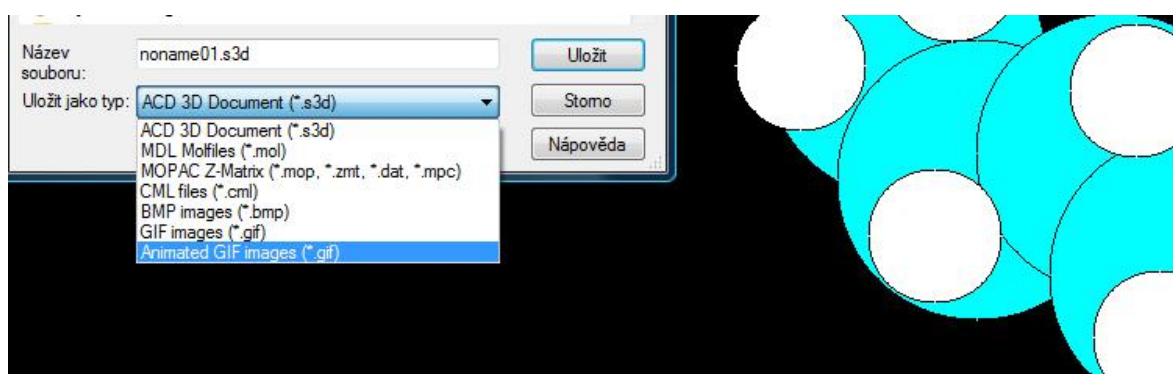 Název souboru:
noname01.s3d
Uložit
Uložit jako typ:
ACD 3D Document (*.s3d)
Storno
ACD 3D Document (*.s3d)
MDL Molfiles (*.mol)
Nápověda
MOPAC Z-Matrix (*.mop, *.zmt, *.dat, *.mpc)
CML files (*.cml)
BMP images (*.bmp)
GIF images (*.gif)
Animated GIF images (*.gif)